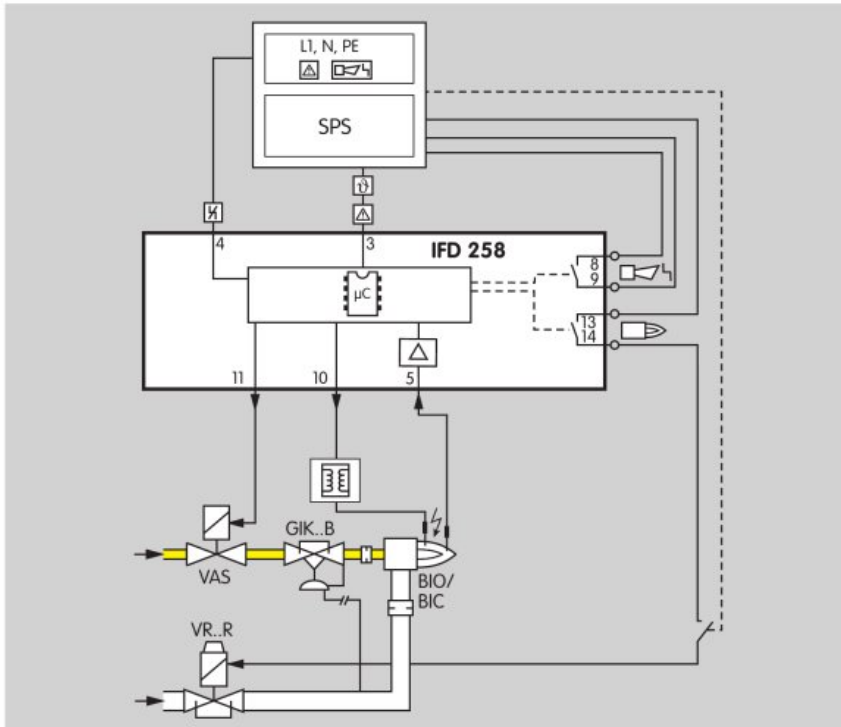 L1, N, PE
SPS
ϑ
4
3
IFD 258
µC
8
9
13
14
11
10
5
GIK..B
VAS
BIO/
BIC
VR..R